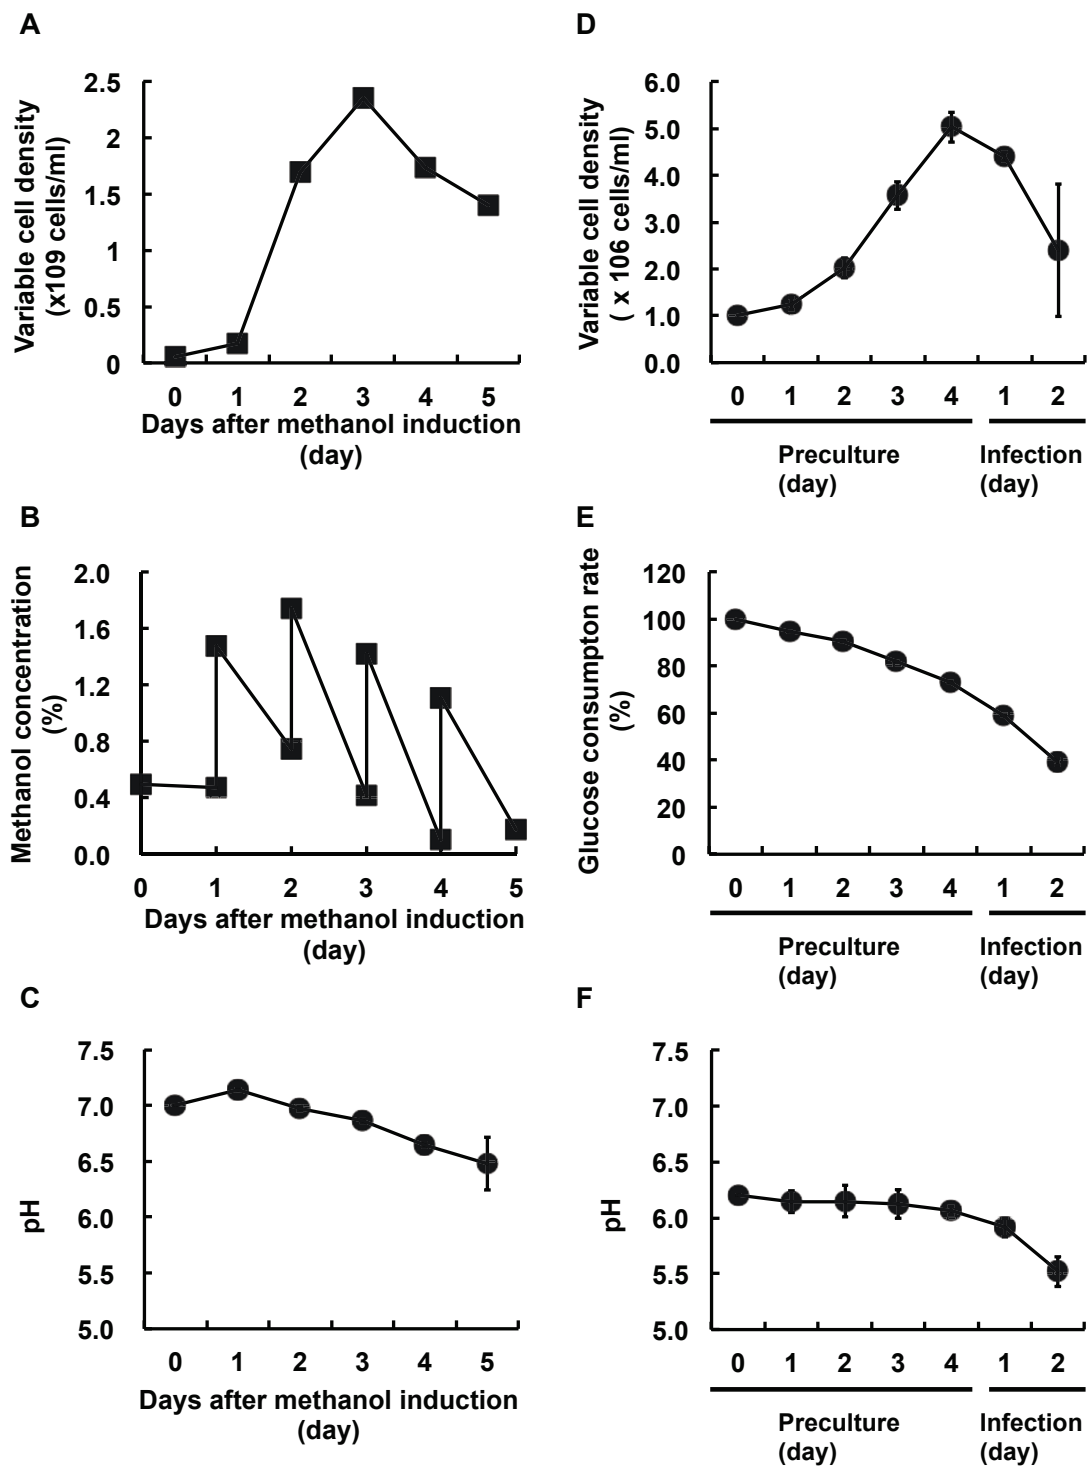 A
Variable cell density
(x109 cells/ml)
2.5
2
1.5
1
0.5
0
0 1 2 3 4 5
Days after methanol induction
(day)
B
Methanol concentration
(%)
2.0
1.6
1.2
0.8
0.4
0.0
0 1 2 3 4 5
Days after methanol induction
(day)
C
pH
7.5
7.0
6.5
6.0
5.5
5.0
0 1 2 3 4 5
Days after methanol induction
(day)
D
Variable cell density
( x 106 cells/ml)
6.0
5.0
4.0
3.0
2.0
1.0
0.0
0 1 2 3 4 1 2
Preculture
(day)
Infection
(day)
E
Glucose consumpton rate
(%)
120
100
80
60
40
20
0
0 1 2 3 4 1 2
Preculture
(day)
Infection
(day)
F
pH
7.5
7.0
6.5
6.0
5.5
5.0
0 1 2 3 4 1 2
Preculture
(day)
Infection
(day)